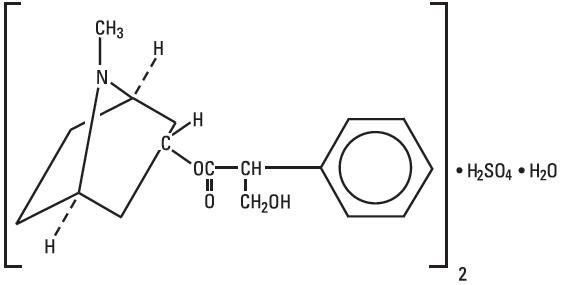 CH₃
H
N
H
C
OC CH
• H₂SO₄ • H₂O
O
CH₂OH
H
2